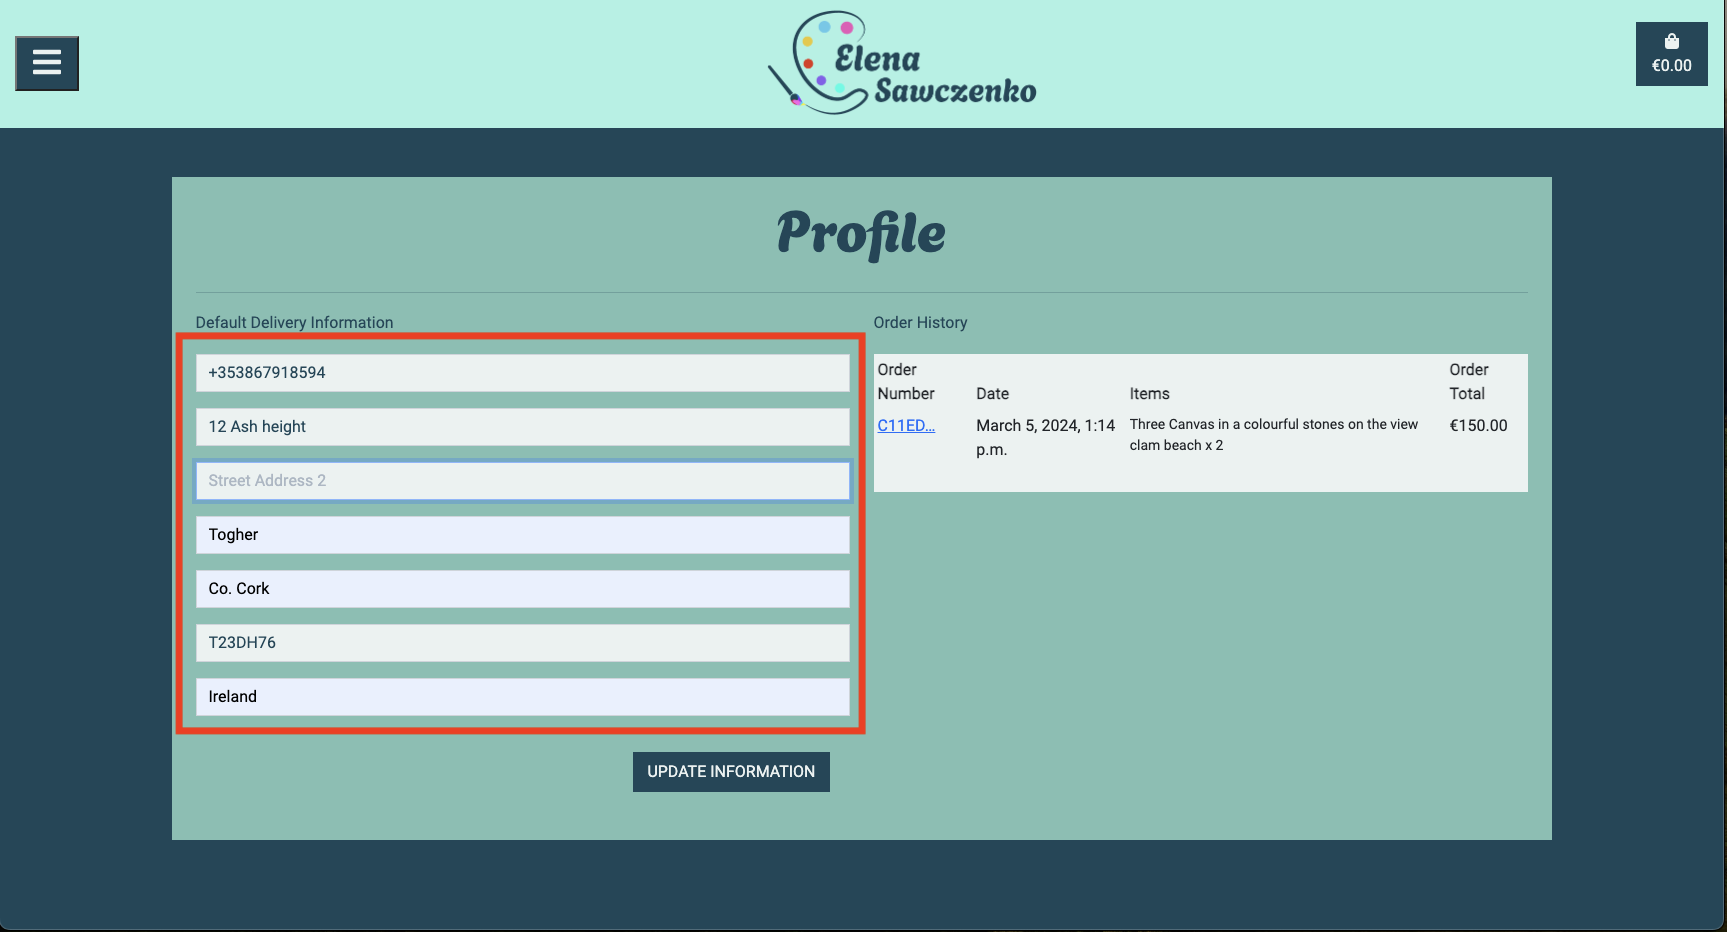 Elena
Sawczenko
€0.00
Profile
Default Delivery Information
+353867918594
12 Ash height
Street Address 2
Togher
Co. Cork
T23DH76
Ireland
UPDATE INFORMATION
Order History
Order Number Date Items Order Total
C11ED... March 5, 2024, 1:14 p.m. Three Canvas in a colourful stones on the view clam beach x 2 €150.00